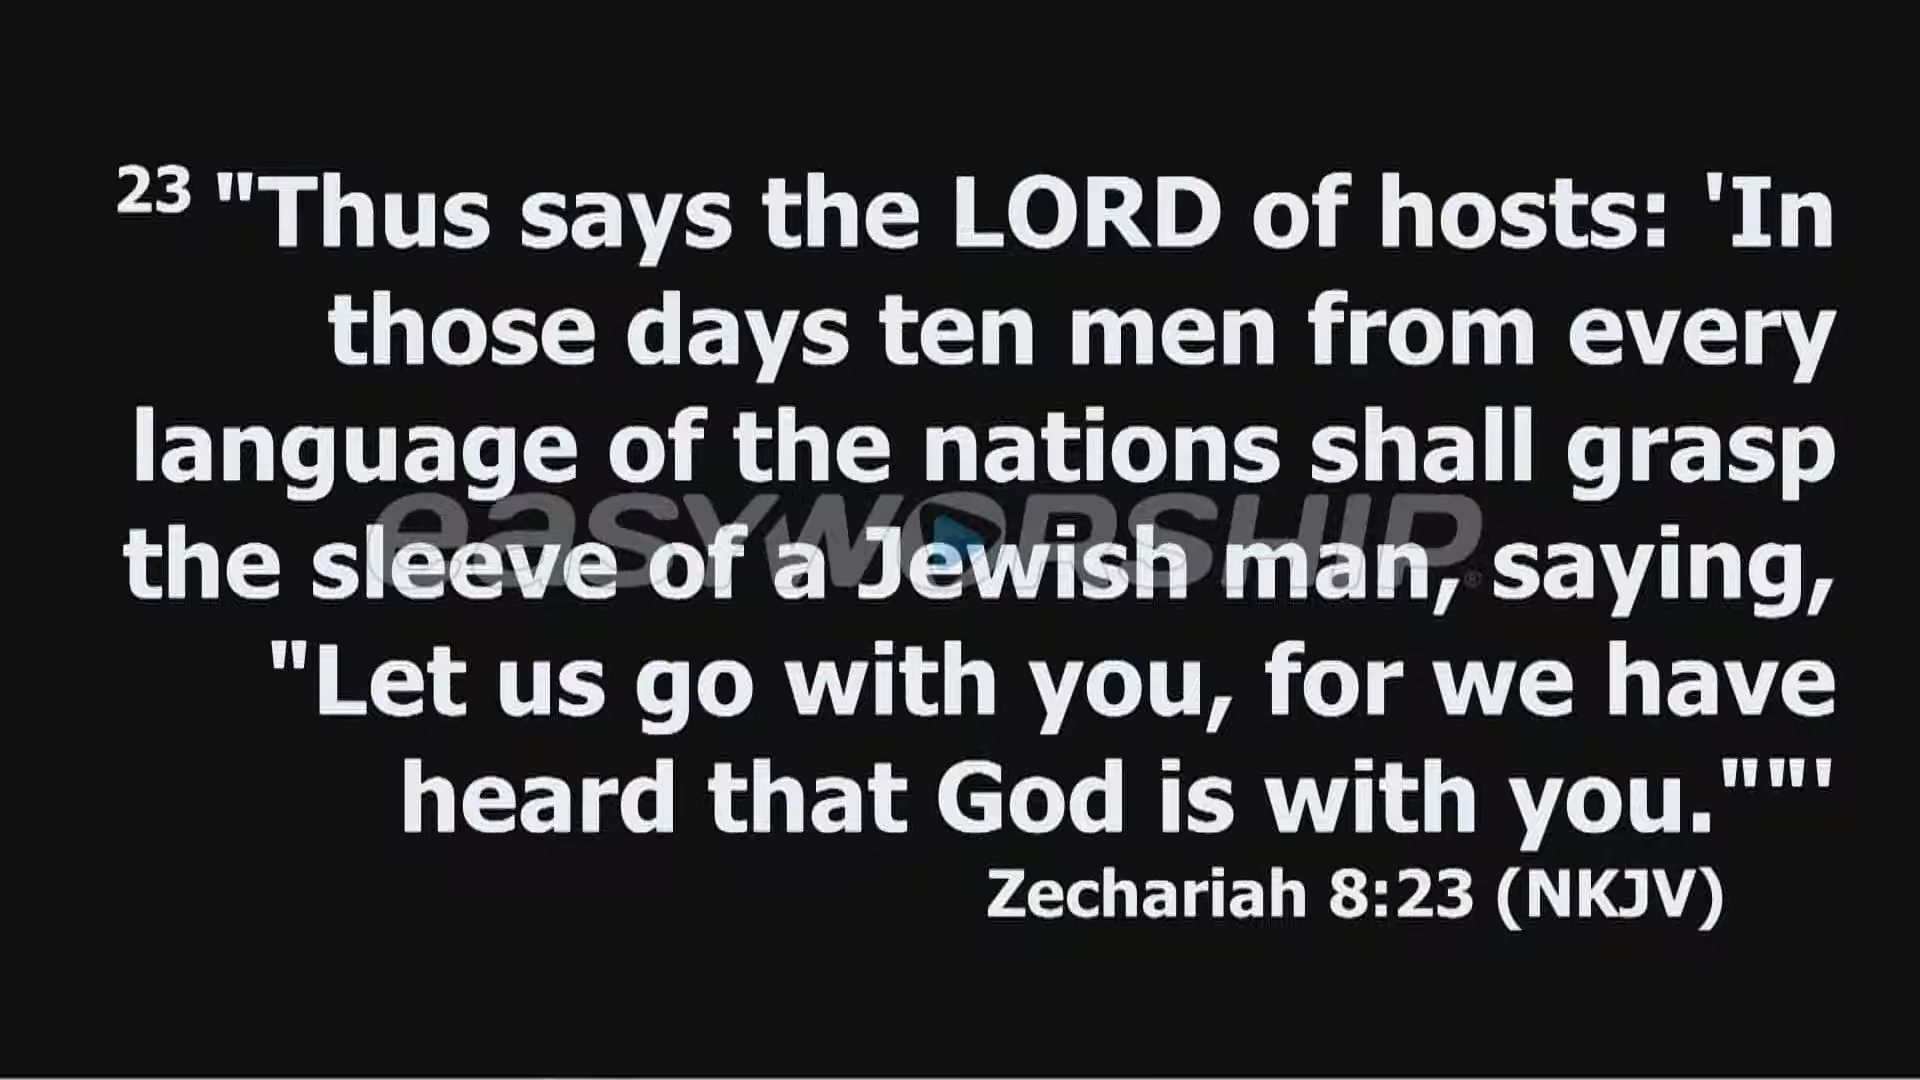 23 "Thus says the LORD of hosts: 'In
those days ten men from every
language of the nations shall grasp
the sleeve of a Jewish man, saying,
"Let us go with you, for we have
heard that God is with you.""'"'
Zechariah 8:23 (NKJV)
easyworship®